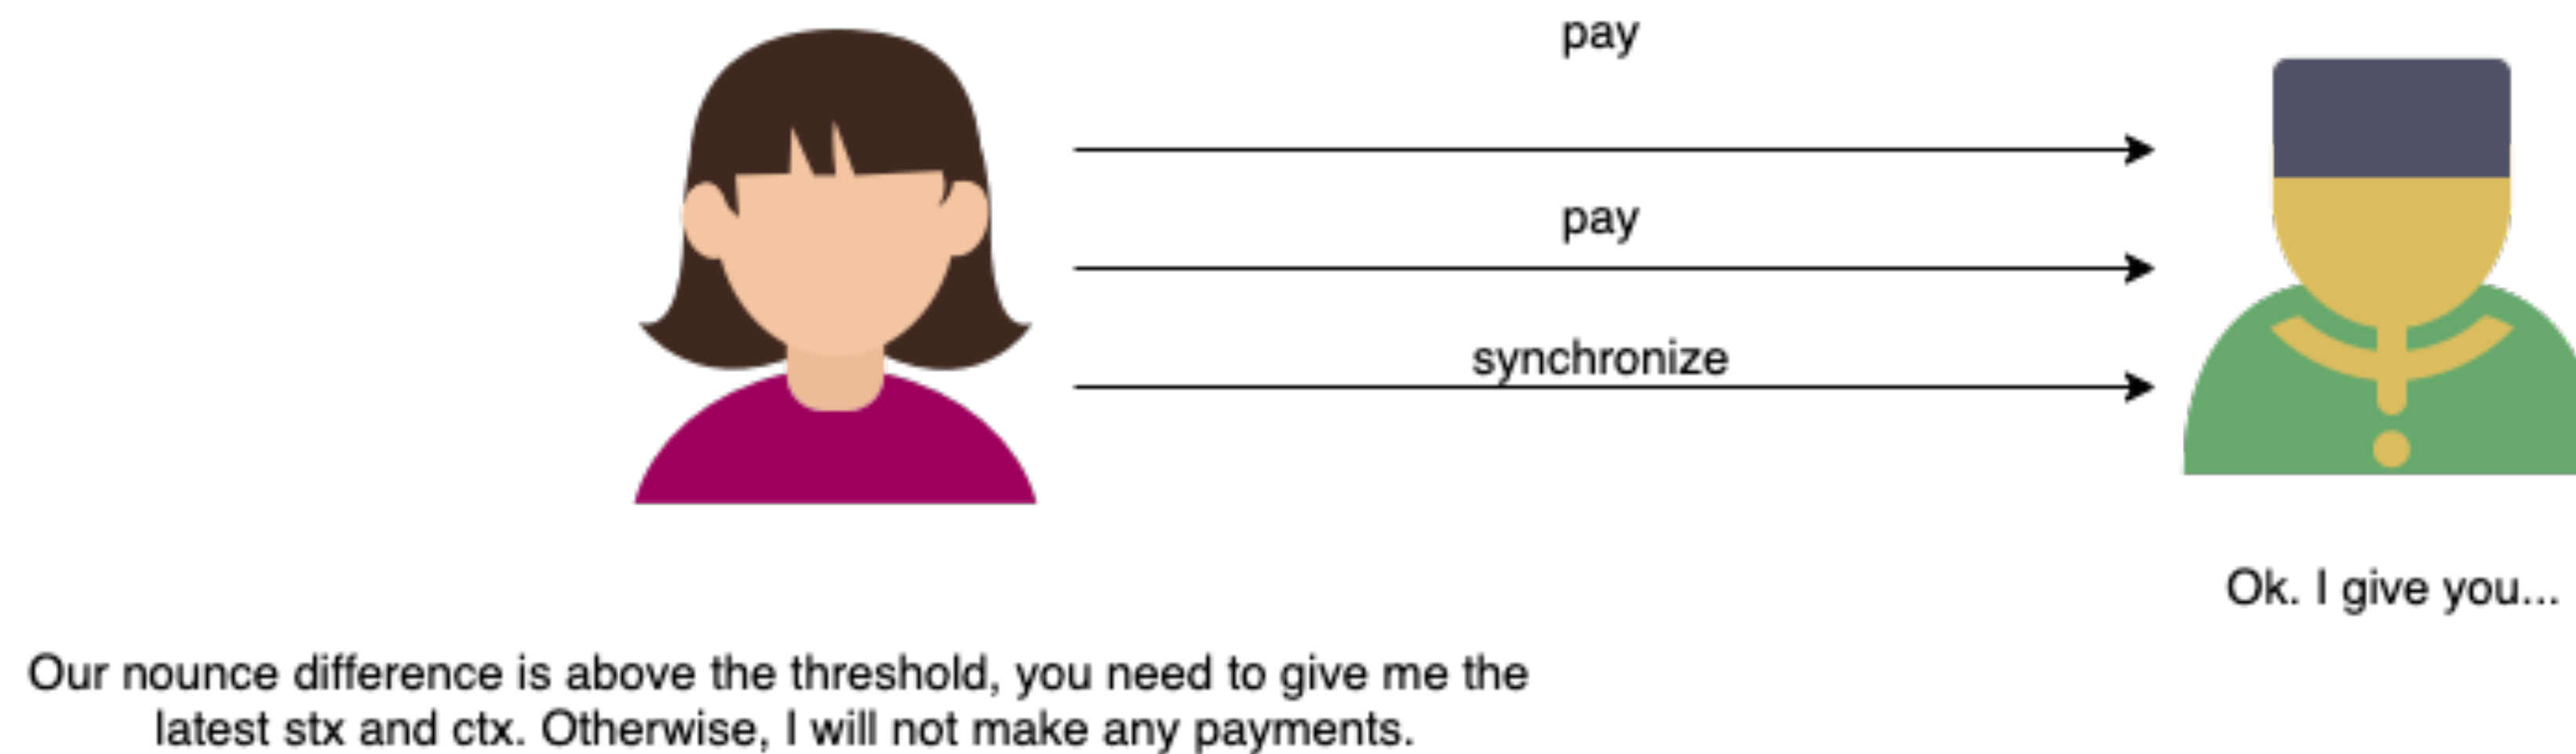 pay
pay
synchronize
Ok. I give you...
Our nounce difference is above the threshold, you need to give me the
latest stx and ctx. Otherwise, I will not make any payments.